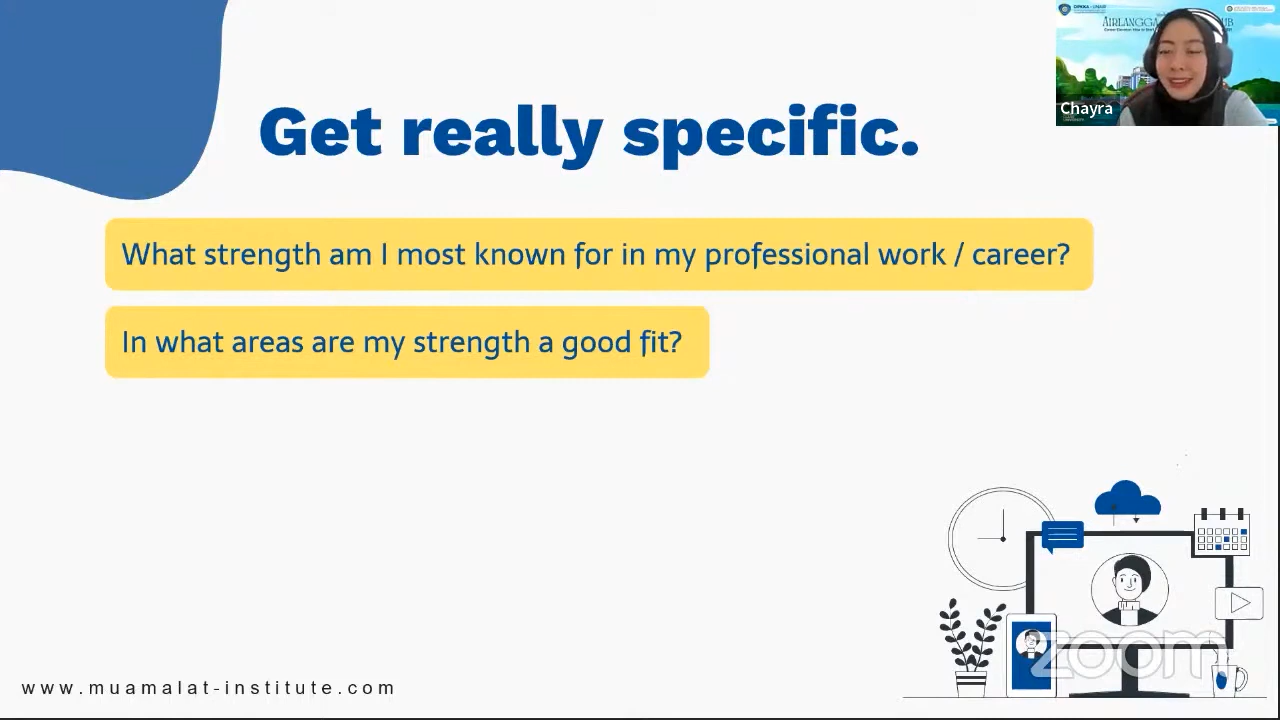 Get really specific.
What strength am I most known for in my professional work / career?
In what areas are my strength a good fit?
AIRLANGGA
Chayra
zoom
www.muamalat-institute.com